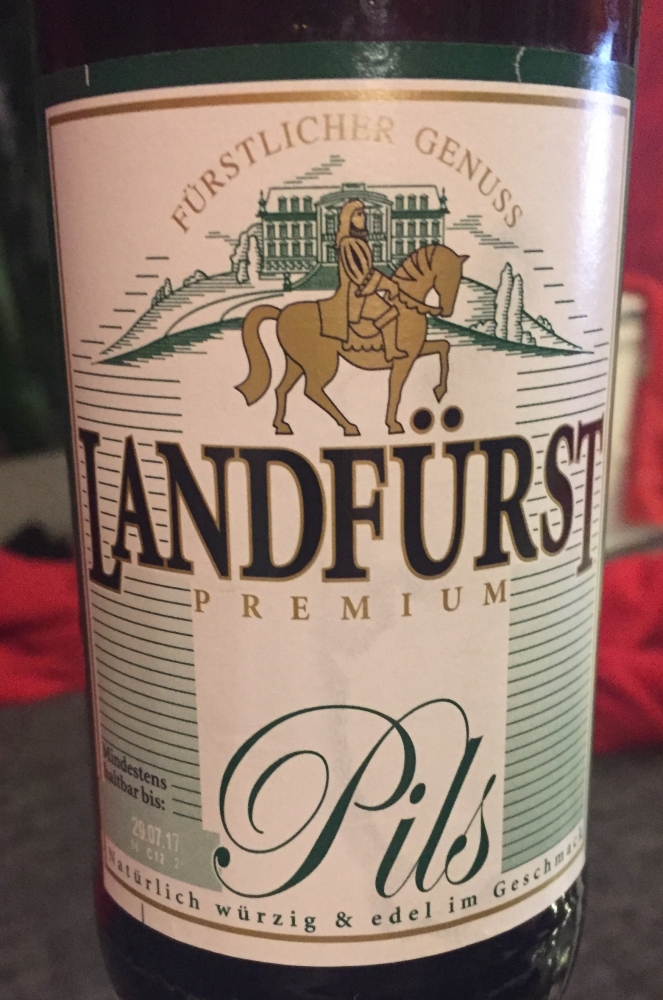 FÜRSTLICHER GENUSS
LANDFÜRST
PREMIUM
Pils
Mindestens
haltbar bis:
29.07.17
Natürlich würzig & edel im Geschmack